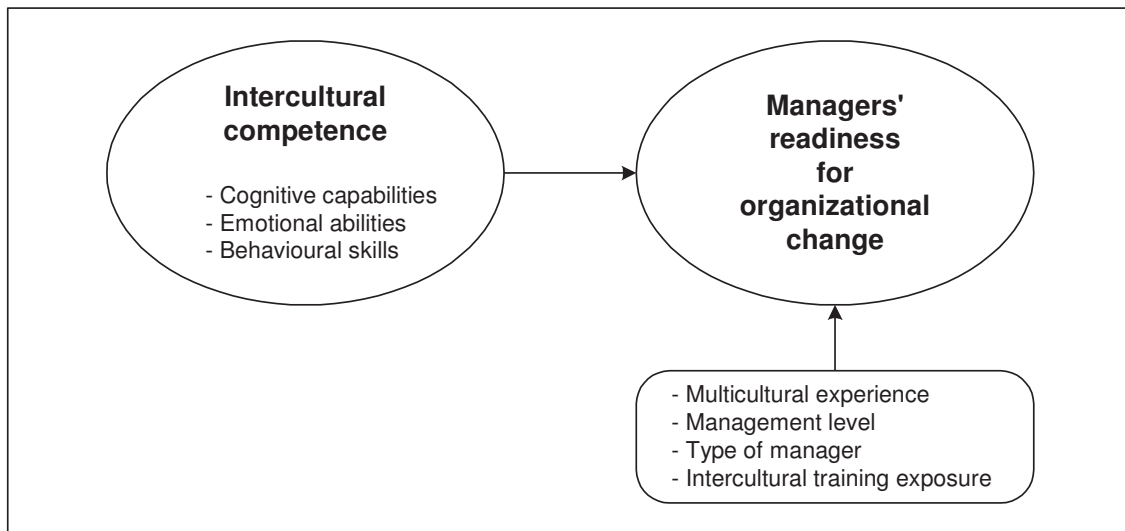 Intercultural
competence
- Cognitive capabilities
- Emotional abilities
- Behavioural skills
Managers'
readiness
for
organizational
change
- Multicultural experience
- Management level
- Type of manager
- Intercultural training exposure